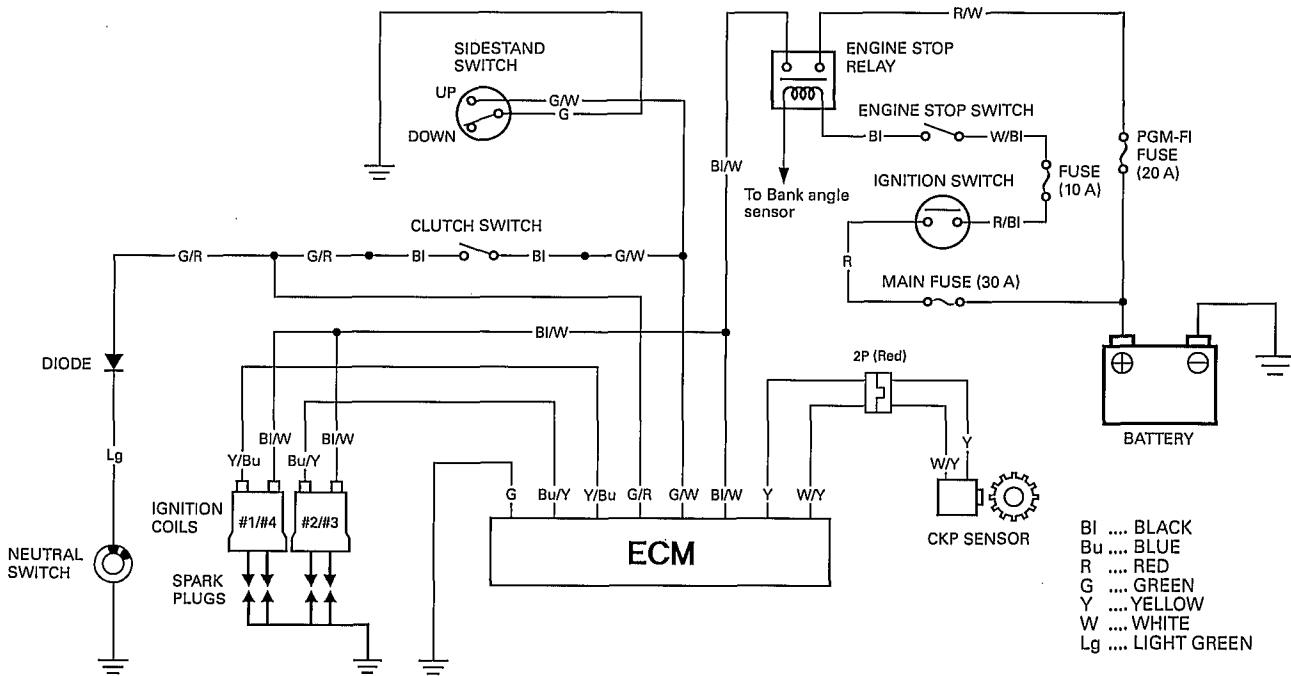 R/W
SIDESTAND
SWITCH
ENGINE STOP
RELAY
UP
G/W
G
DOWN
ENGINE STOP SWITCH
Bl
W/Bl
PGM-FI
FUSE
(20 A)
Bl/W
FUSE
(10 A)
IGNITION SWITCH
To Bank angle
sensor
R/Bl
CLUTCH SWITCH
G/R
G/R
Bl
Bl
G/W
R
MAIN FUSE (30 A)
Bl/W
DIODE
2P (Red)
BATTERY
Lg
Y/Bu
Bl/W
Bu/Y
Bl/W
Y
W/Y
G
Bu/Y
Y/Bu
G/R
G/W
Bl/W
Y
W/Y
IGNITION
COILS
#1/#4
#2/#3
ECM
CKP SENSOR
NEUTRAL
SWITCH
SPARK
PLUGS
Bl .... BLACK
Bu .... BLUE
R .... RED
G .... GREEN
Y .... YELLOW
W .... WHITE
Lg .... LIGHT GREEN